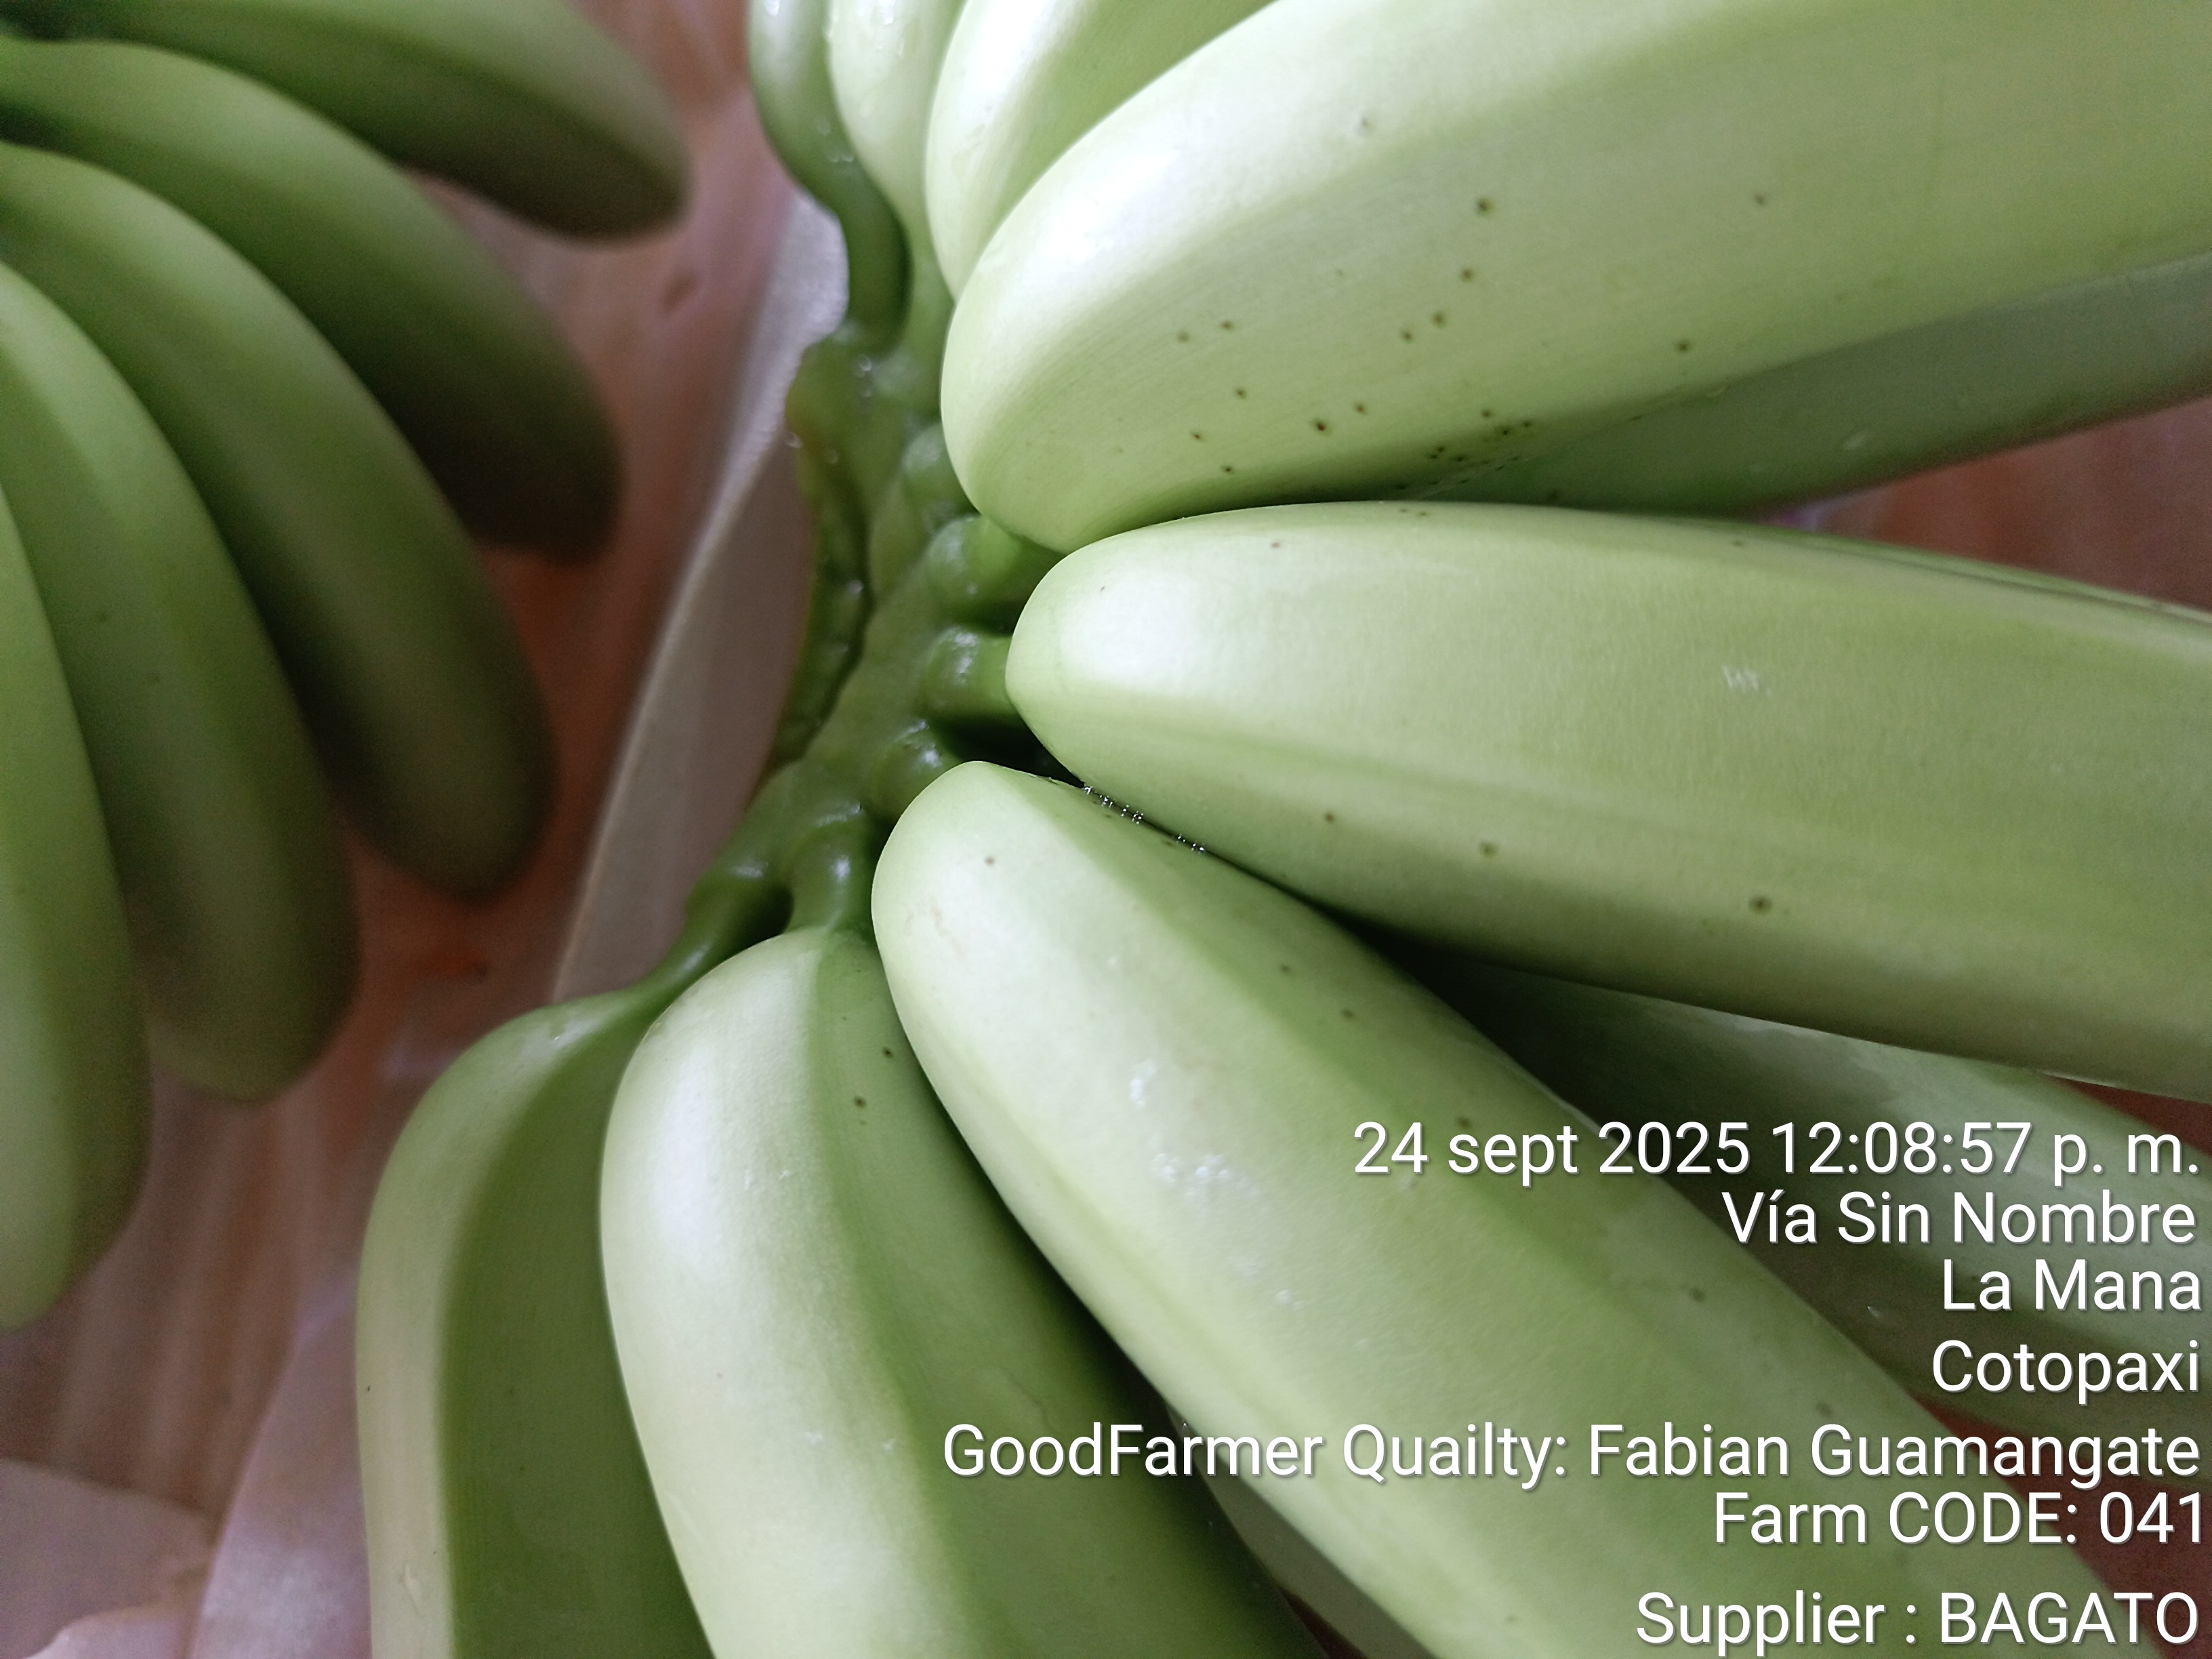 24 sept 2025 12:08:57 p. m.
Vía Sin Nombre
La Mana
Cotopaxi
GoodFarmer Quailty: Fabian Guamangate
Farm CODE: 041
Supplier : BAGATO